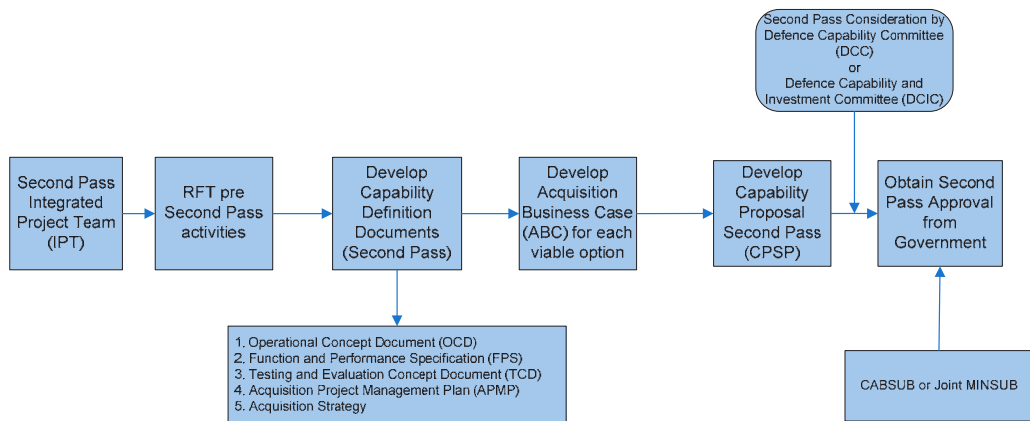 Second Pass Consideration by
Defence Capability Committee
(DCC)
or
Defence Capability and
Investment Committee (DCIC)
Second Pass
Integrated
Project Team
(IPT)
RFT pre
Second Pass
activities
Develop
Capability
Definition
Documents
(Second Pass)
Develop
Acquisition
Business Case
(ABC) for each
viable option
Develop
Capability
Proposal
Second Pass
(CPSP)
Obtain Second
Pass Approval
from
Government
1. Operational Concept Document (OCD)
2. Function and Performance Specification (FPS)
3. Testing and Evaluation Concept Document (TCD)
4. Acquisition Project Management Plan (APMP)
5. Acquisition Strategy
CABSUB or Joint MINSUB